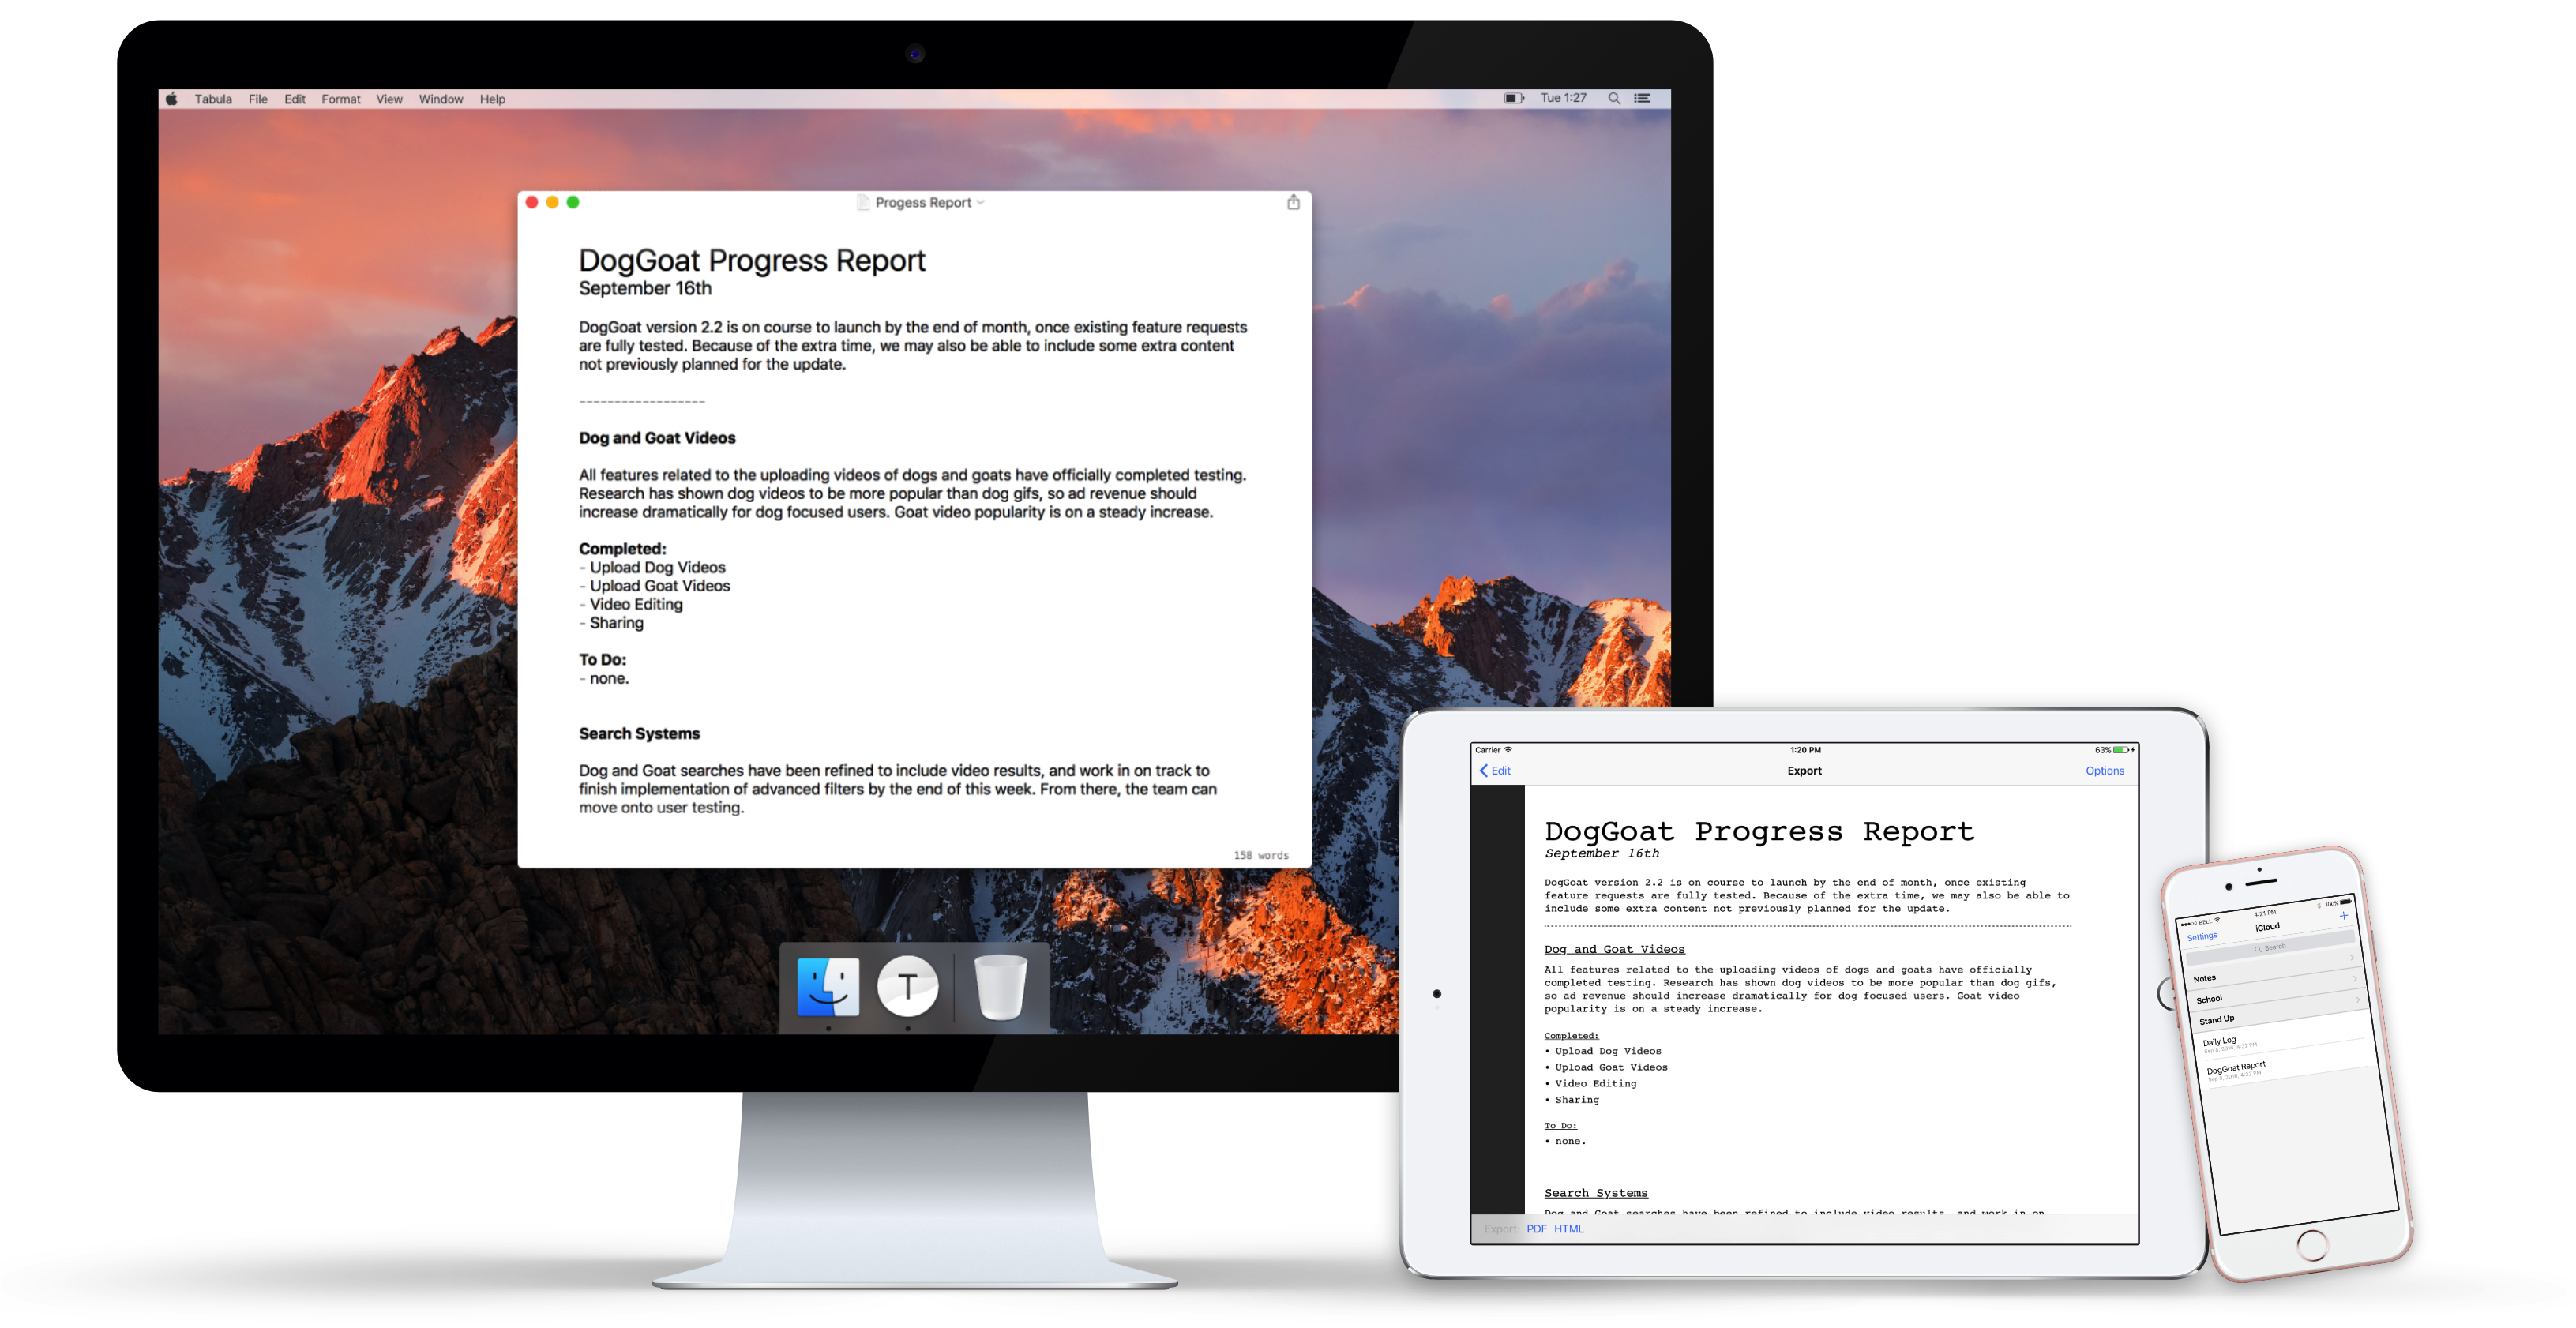 Tabula File Edit Format View Window Help
Tue 1:27
Progess Report
DogGoat Progress Report
September 16th
DogGoat version 2.2 is on course to launch by the end of month, once existing feature requests
are fully tested. Because of the extra time, we may also be able to include some extra content
not previously planned for the update.
------------------
Dog and Goat Videos
All features related to the uploading videos of dogs and goats have officially completed testing.
Research has shown dog videos to be more popular than dog gifs, so ad revenue should
increase dramatically for dog focused users. Goat video popularity is on a steady increase.
Completed:
- Upload Dog Videos
- Upload Goat Videos
- Video Editing
- Sharing
To Do:
- none.
Search Systems
Dog and Goat searches have been refined to include video results, and work in on track to
finish implementation of advanced filters by the end of this week. From there, the team can
move onto user testing.
158 words
T
Carrier 1:20 PM 63%
Edit Export Options
DogGoat Progress Report
September 16th
DogGoat version 2.2 is on course to launch by the end of month, once existing
feature requests are fully tested. Because of the extra time, we may also be able to
include some extra content not previously planned for the update.
Dog and Goat Videos
All features related to the uploading videos of dogs and goats have officially
completed testing. Research has shown dog videos to be more popular than dog gifs,
so ad revenue should increase dramatically for dog focused users. Goat video
popularity is on a steady increase.
Completed:
• Upload Dog Videos
• Upload Goat Videos
• Video Editing
• Sharing
To Do:
• none.
Search Systems
Dog and Goat searches have been refined to include video results, and work in on
Export: PDF HTML
BELL 4:21 PM 100%
Settings iCloud +
Search
Notes
School
Stand Up
Daily Log
Sep 8, 2016, 4:32 PM
DogGoat Report
Sep 8, 2016, 4:32 PM